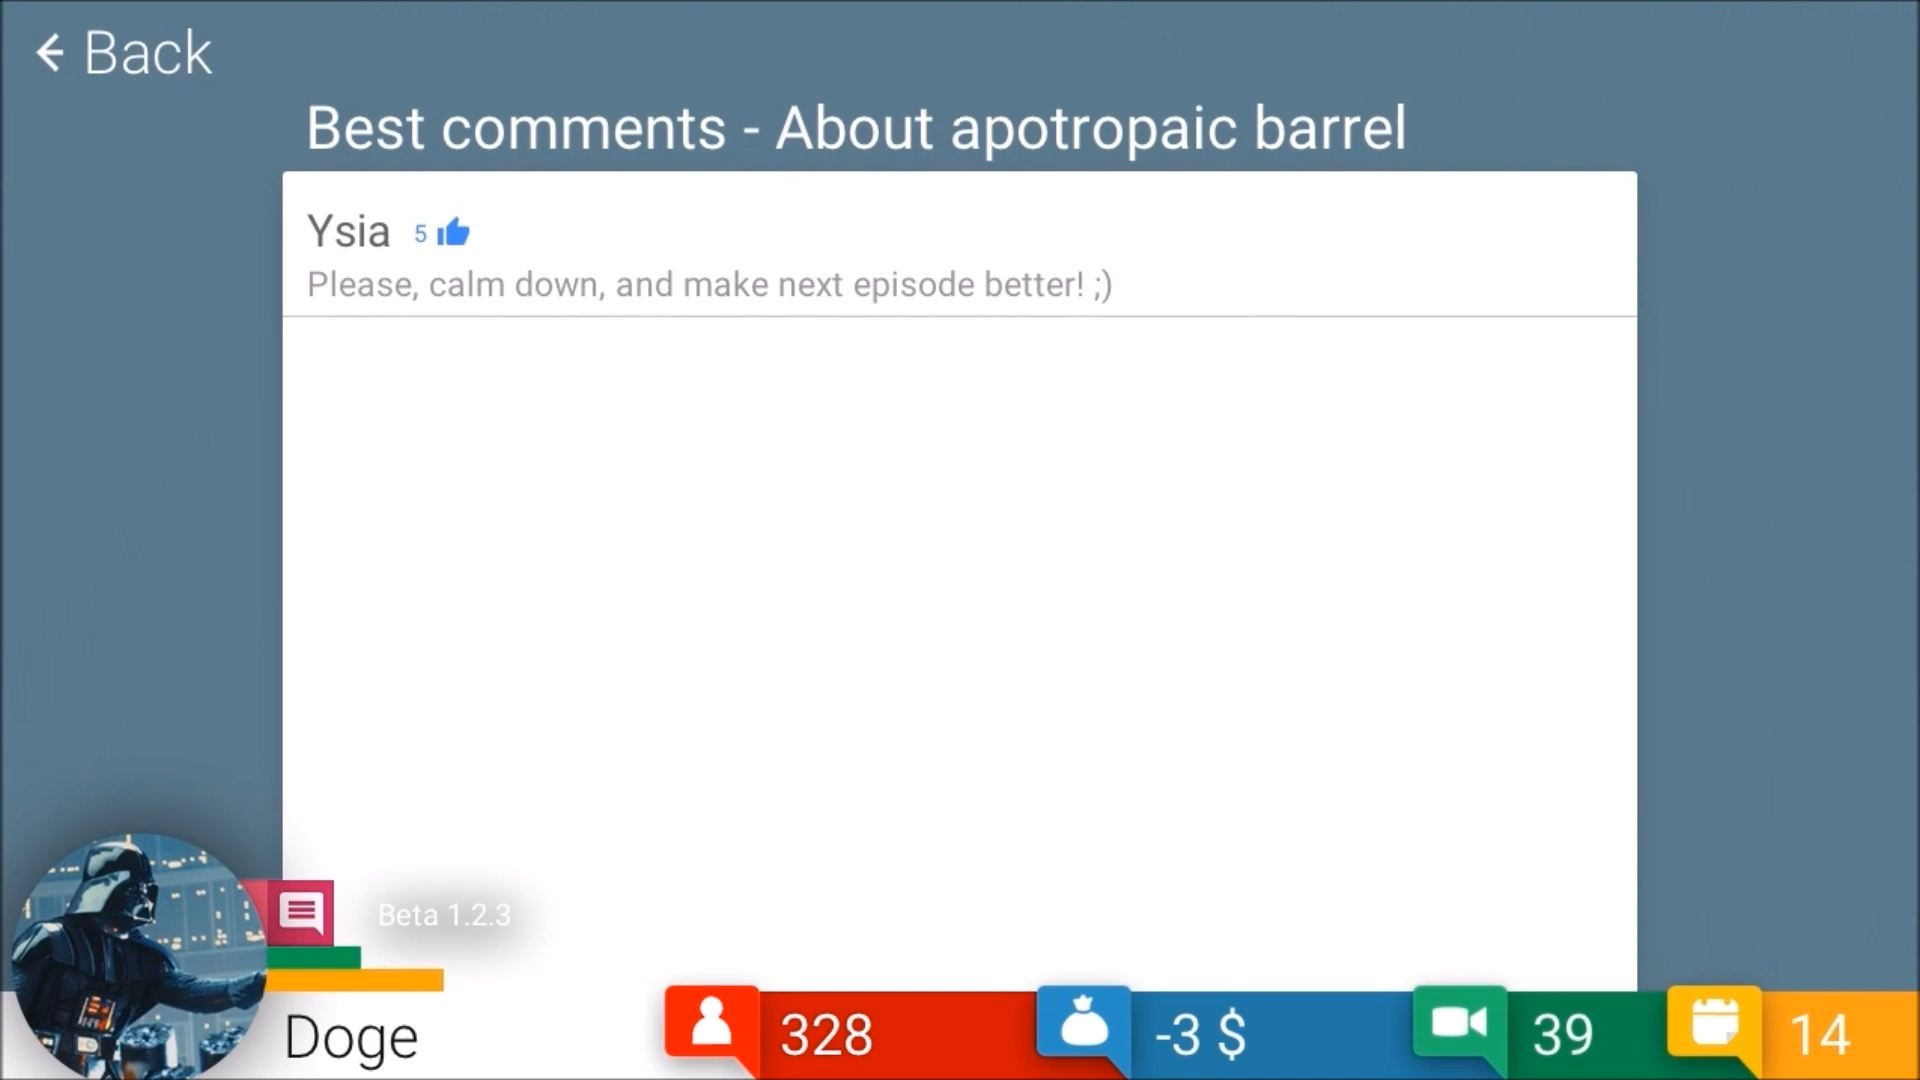 Back
Best comments - About apotropaic barrel
Ysia 5
Please, calm down, and make next episode better! ;)
Beta 1.2.3
Doge 328 -3 $ 39 14